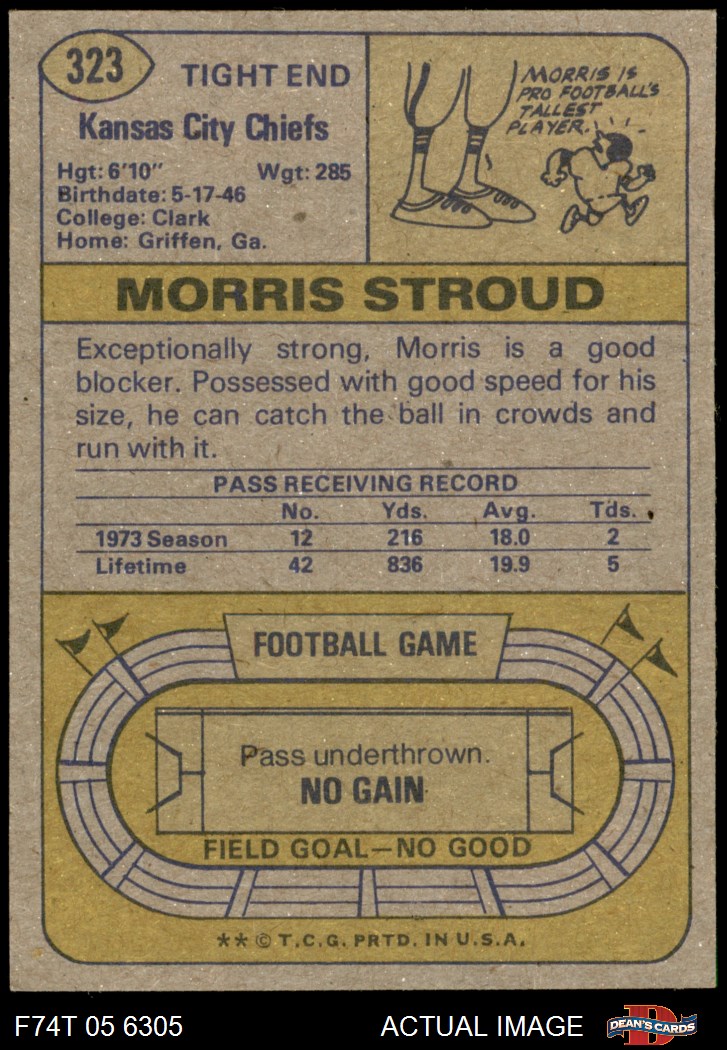 323
TIGHT END
Kansas City Chiefs
Hgt: 6'10" Wgt: 285
Birthdate: 5-17-46
College: Clark
Home: Griffen, Ga.
MORRIS IS
PRO FOOTBALL'S
TALLEST
PLAYER.
MORRIS STROUD
Exceptionally strong, Morris is a good
blocker. Possessed with good speed for his
size, he can catch the ball in crowds and
run with it.
PASS RECEIVING RECORD
No. Yds. Avg. Tds.
1973 Season 12 216 18.0 2
Lifetime 42 836 19.9 5
FOOTBALL GAME
Pass underthrown.
NO GAIN
FIELD GOAL—NO GOOD
** © T.C.G. PRTD. IN U.S.A.
F74T 05 6305 ACTUAL IMAGE
D
DEAN'S CARDS